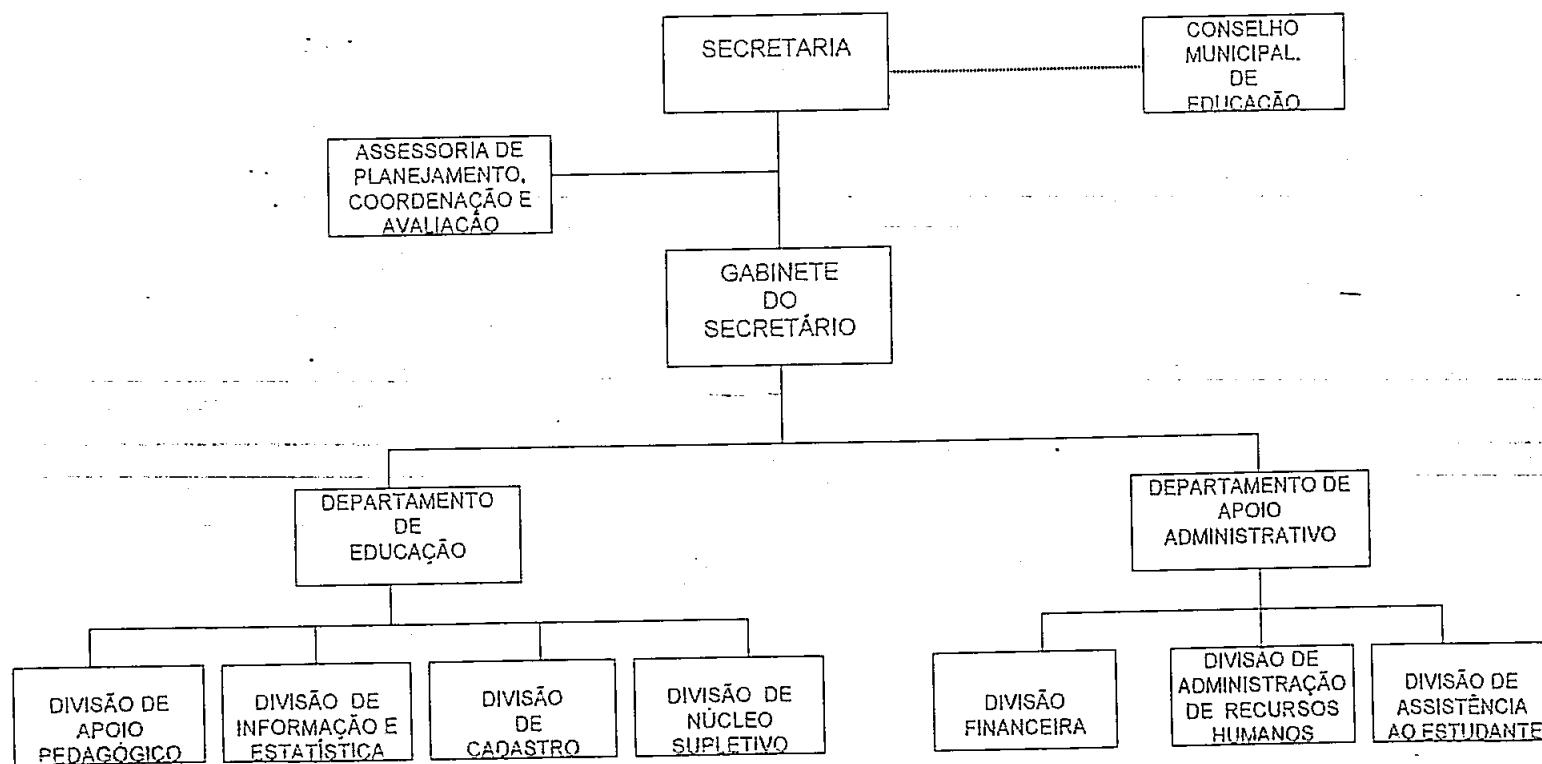 SECRETARIA
CONSELHO
MUNICIPAL.
DE
EDUCAÇÃO
ASSESSORIA DE
PLANEJAMENTO,
COORDENAÇÃO E
AVALIAÇÃO
GABINETE
DO
SECRETÁRIO
DEPARTAMENTO
DE
EDUCAÇÃO
DEPARTAMENTO DE
APOIO
ADMINISTRATIVO
DIVISÃO DE
APOIO
PEDAGÓGICO
DIVISÃO DE
INFORMAÇÃO E
ESTATÍSTICA
DIVISÃO
DE
CADASTRO
DIVISÃO DE
NÚCLEO
SUPLETIVO
DIVISÃO
FINANCEIRA
DIVISÃO DE
ADMINISTRAÇÃO
DE RECURSOS
HUMANOS
DIVISÃO DE
ASSISTÊNCIA
AO ESTUDANTE